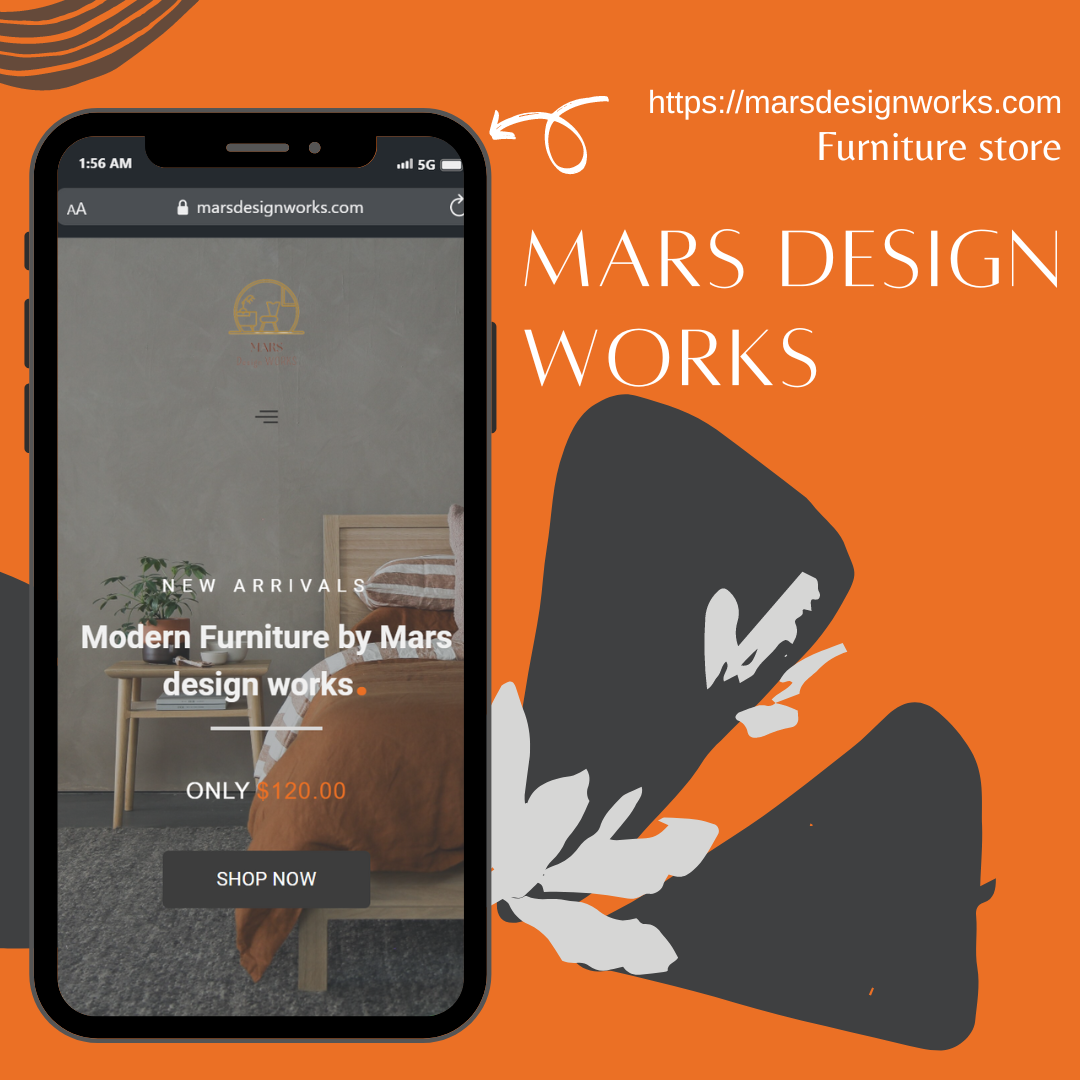 https://marsdesignworks.com
Furniture store
MARS DESIGN
WORKS
1:56 AM
5G
AA
marsdesignworks.com
MARS
NEW ARRIVALS
Modern Furniture by Mars
design works.
ONLY $120.00
SHOP NOW